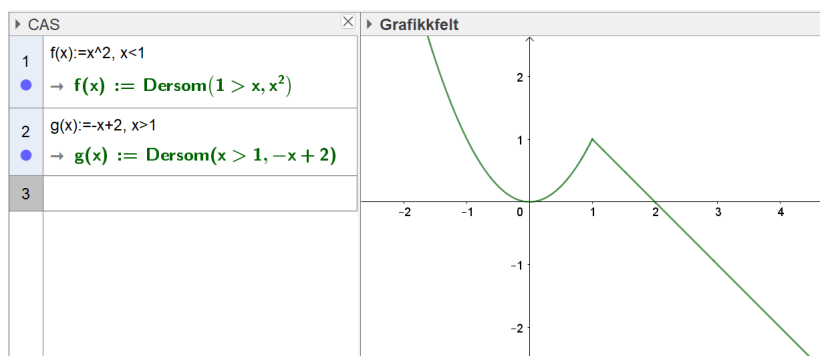 CAS
1
f(x):=x^2, x<1
→ f(x) := Dersom(1 > x, x²)
2
g(x):=-x+2, x>1
→ g(x) := Dersom(x > 1, −x + 2)
3
Grafikkfelt
2
1
-2 -1 0 1 2 3 4
-1
-2